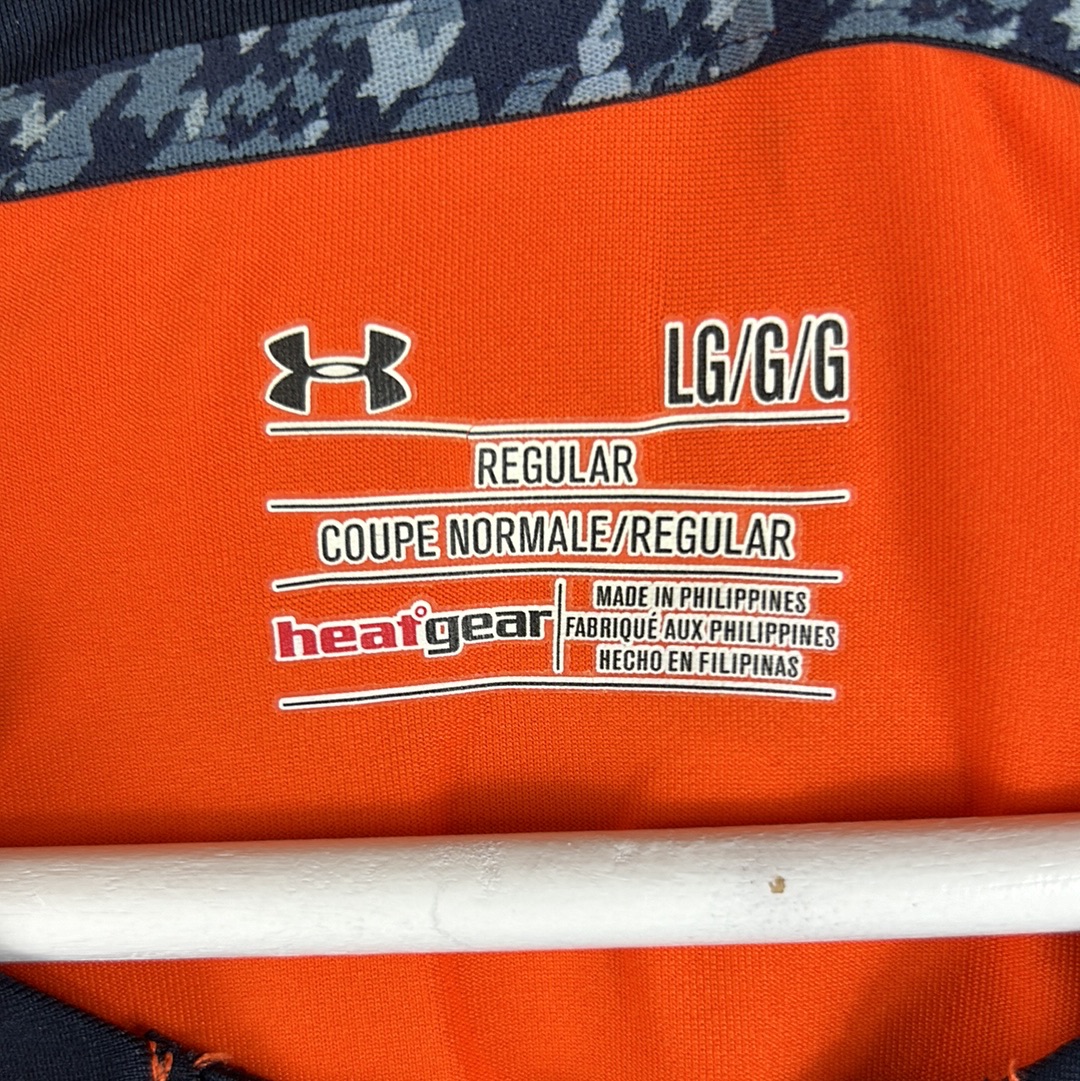 LG/G/G
REGULAR
COUPE NORMALE/REGULAR
heatgear
MADE IN PHILIPPINES
FABRIQUÉ AUX PHILIPPINES
HECHO EN FILIPINAS